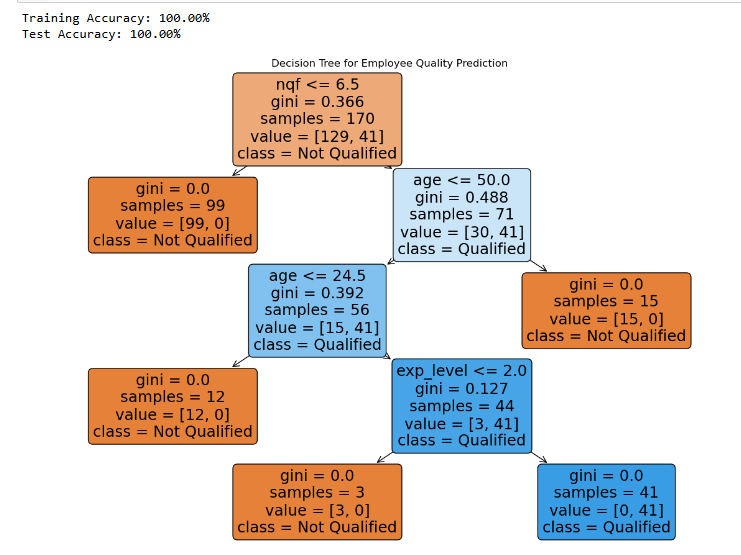 Training Accuracy: 100.00%
Test Accuracy: 100.00%
Decision Tree for Employee Quality Prediction
nqf <= 6.5
gini = 0.366
samples = 170
value = [129, 41]
class = Not Qualified
gini = 0.0
samples = 99
value = [99, 0]
class = Not Qualified
age <= 50.0
gini = 0.488
samples = 71
value = [30, 41]
class = Qualified
age <= 24.5
gini = 0.392
samples = 56
value = [15, 41]
class = Qualified
gini = 0.0
samples = 15
value = [15, 0]
class = Not Qualified
gini = 0.0
samples = 12
value = [12, 0]
class = Not Qualified
exp_level <= 2.0
gini = 0.127
samples = 44
value = [3, 41]
class = Qualified
gini = 0.0
samples = 3
value = [3, 0]
class = Not Qualified
gini = 0.0
samples = 41
value = [0, 41]
class = Qualified